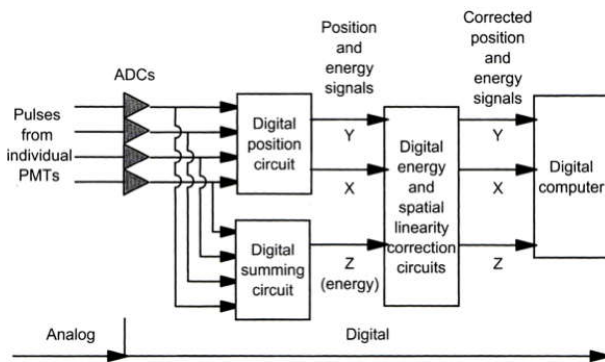 ADCs
Pulses
from
individual
PMTs
Digital
position
circuit
Digital
summing
circuit
Position
and
energy
signals
Y
X
Z
(energy)
Digital
energy
and
spatial
linearity
correction
circuits
Corrected
position
and
energy
signals
Y
X
Z
Digital
computer
Analog
Digital